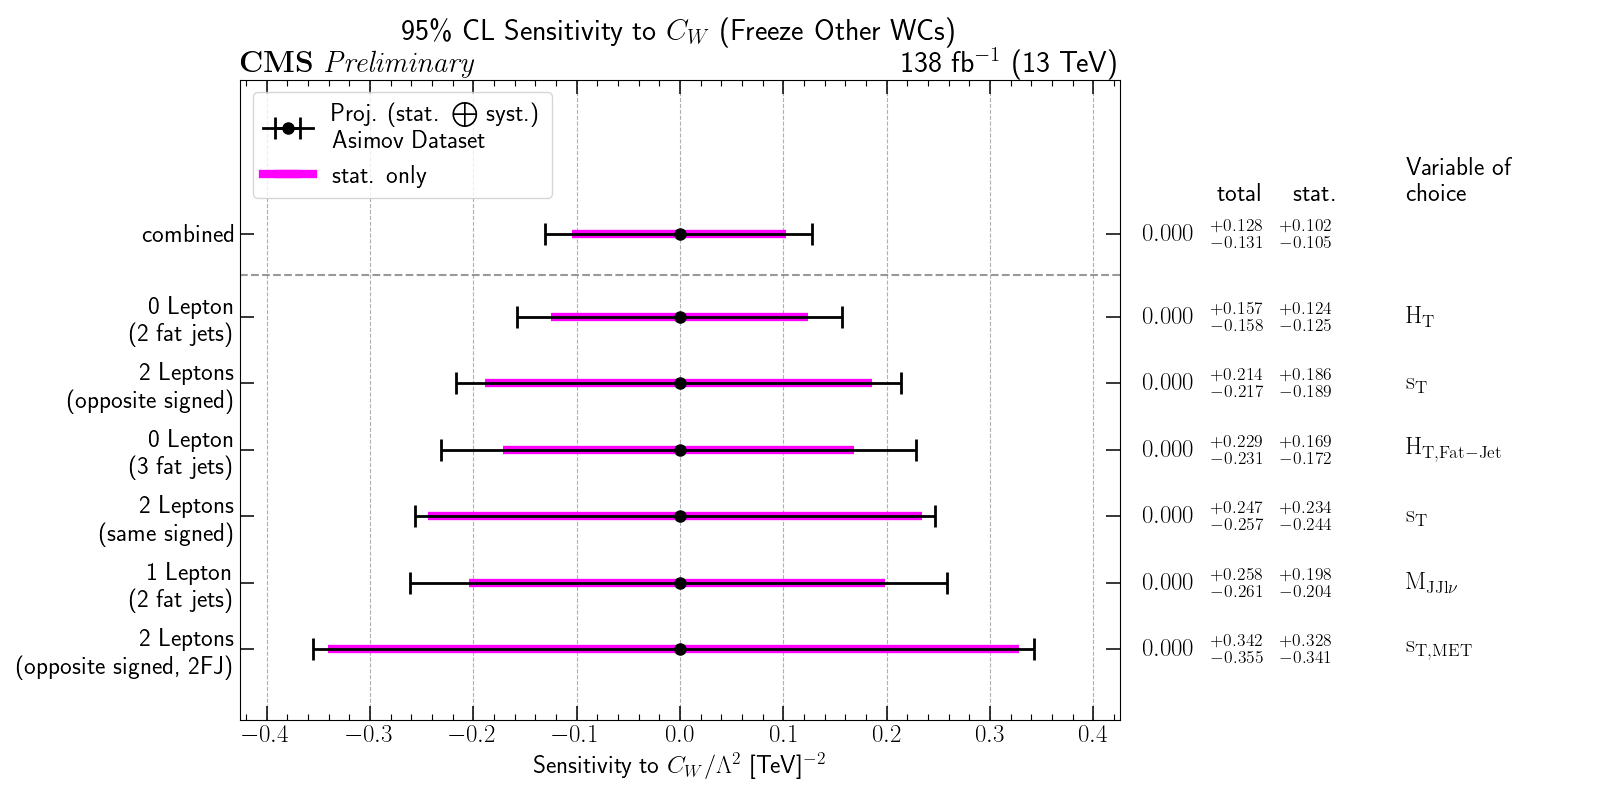 95% CL Sensitivity to C_W (Freeze Other WCs)
CMS Preliminary
138 fb⁻¹ (13 TeV)
Proj. (stat. ⨁ syst.)
Asimov Dataset
stat. only
total stat. Variable of
choice
combined 0.000 +0.128 −0.131 +0.102 −0.105
0 Lepton
(2 fat jets) 0.000 +0.157 −0.158 +0.124 −0.125 H_T
2 Leptons
(opposite signed) 0.000 +0.214 −0.217 +0.186 −0.189 s_T
0 Lepton
(3 fat jets) 0.000 +0.229 −0.231 +0.169 −0.172 H_T,Fat−Jet
2 Leptons
(same signed) 0.000 +0.247 −0.257 +0.234 −0.244 s_T
1 Lepton
(2 fat jets) 0.000 +0.258 −0.261 +0.198 −0.204 M_JJlν
2 Leptons
(opposite signed, 2FJ) 0.000 +0.342 −0.355 +0.328 −0.341 s_T,MET
−0.4 −0.3 −0.2 −0.1 0.0 0.1 0.2 0.3 0.4
Sensitivity to C_W/Λ² [TeV]⁻²